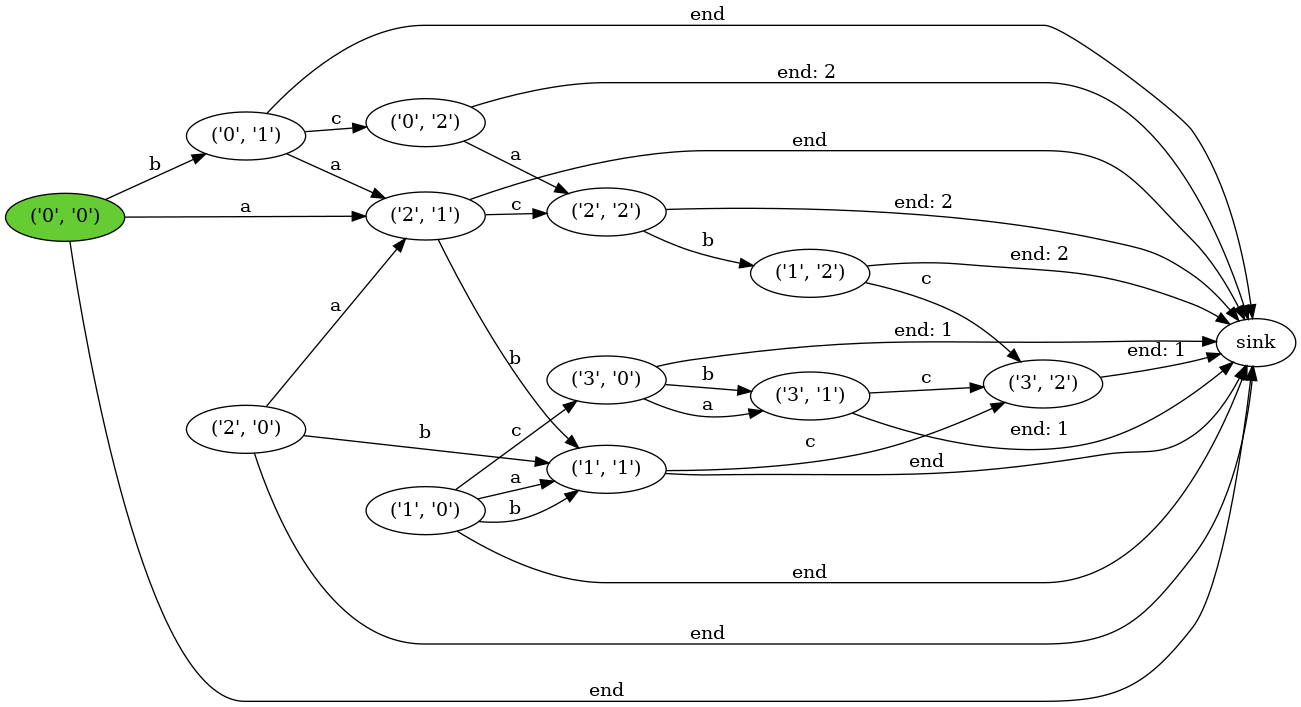 end
end: 2
('0', '1')
c
('0', '2')
b
a
a
end
('0', '0')
a
('2', '1')
c
('2', '2')
end: 2
b
('1', '2')
end: 2
c
a
b
end: 1
sink
('3', '0')
b
('3', '1')
c
('3', '2')
end: 1
a
('2', '0')
b
c
end: 1
c
('1', '1')
end
('1', '0')
a
b
end
end
end